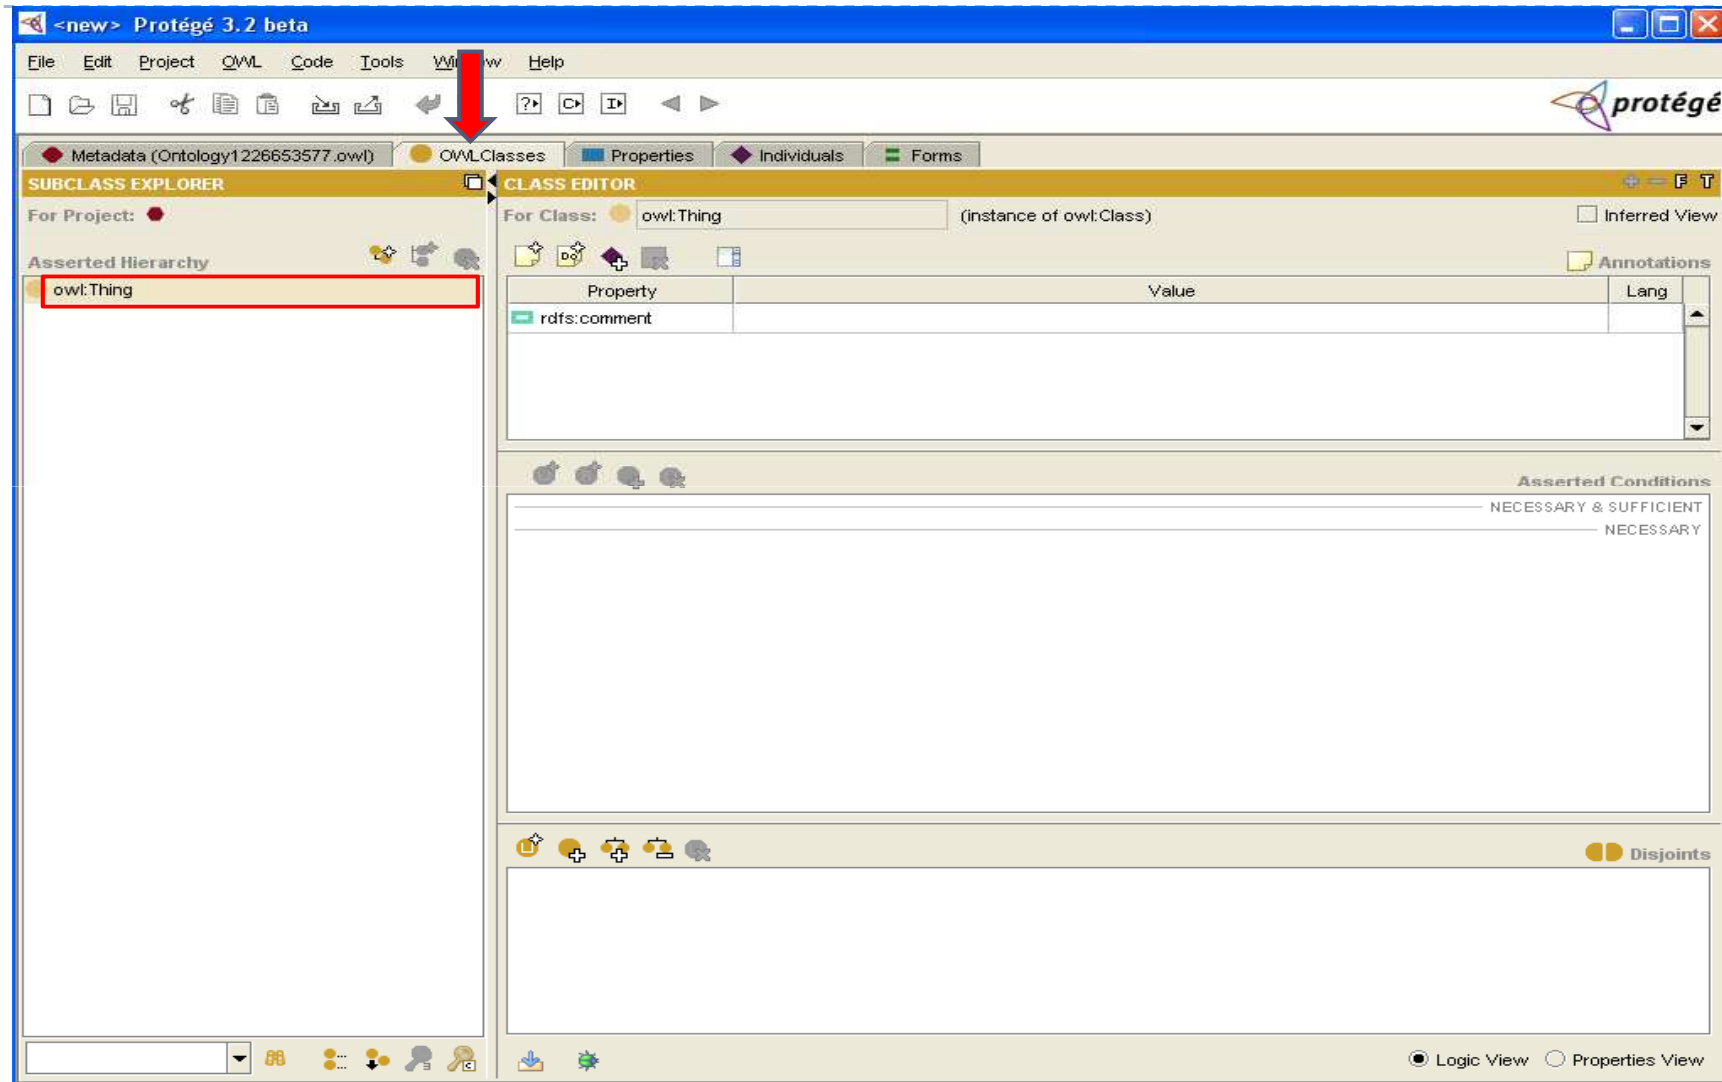 <new> Protégé 3.2 beta
File Edit Project OWL Code Tools Window Help
protégé
Metadata (Ontology1226653577.owl) OWLClasses Properties Individuals Forms
SUBCLASS EXPLORER
CLASS EDITOR
F T
For Project:
For Class: owl:Thing (instance of owl:Class) Inferred View
Asserted Hierarchy
Annotations
owl:Thing
Property Value Lang
rdfs:comment
Asserted Conditions
NECESSARY & SUFFICIENT
NECESSARY
Disjoints
Logic View Properties View